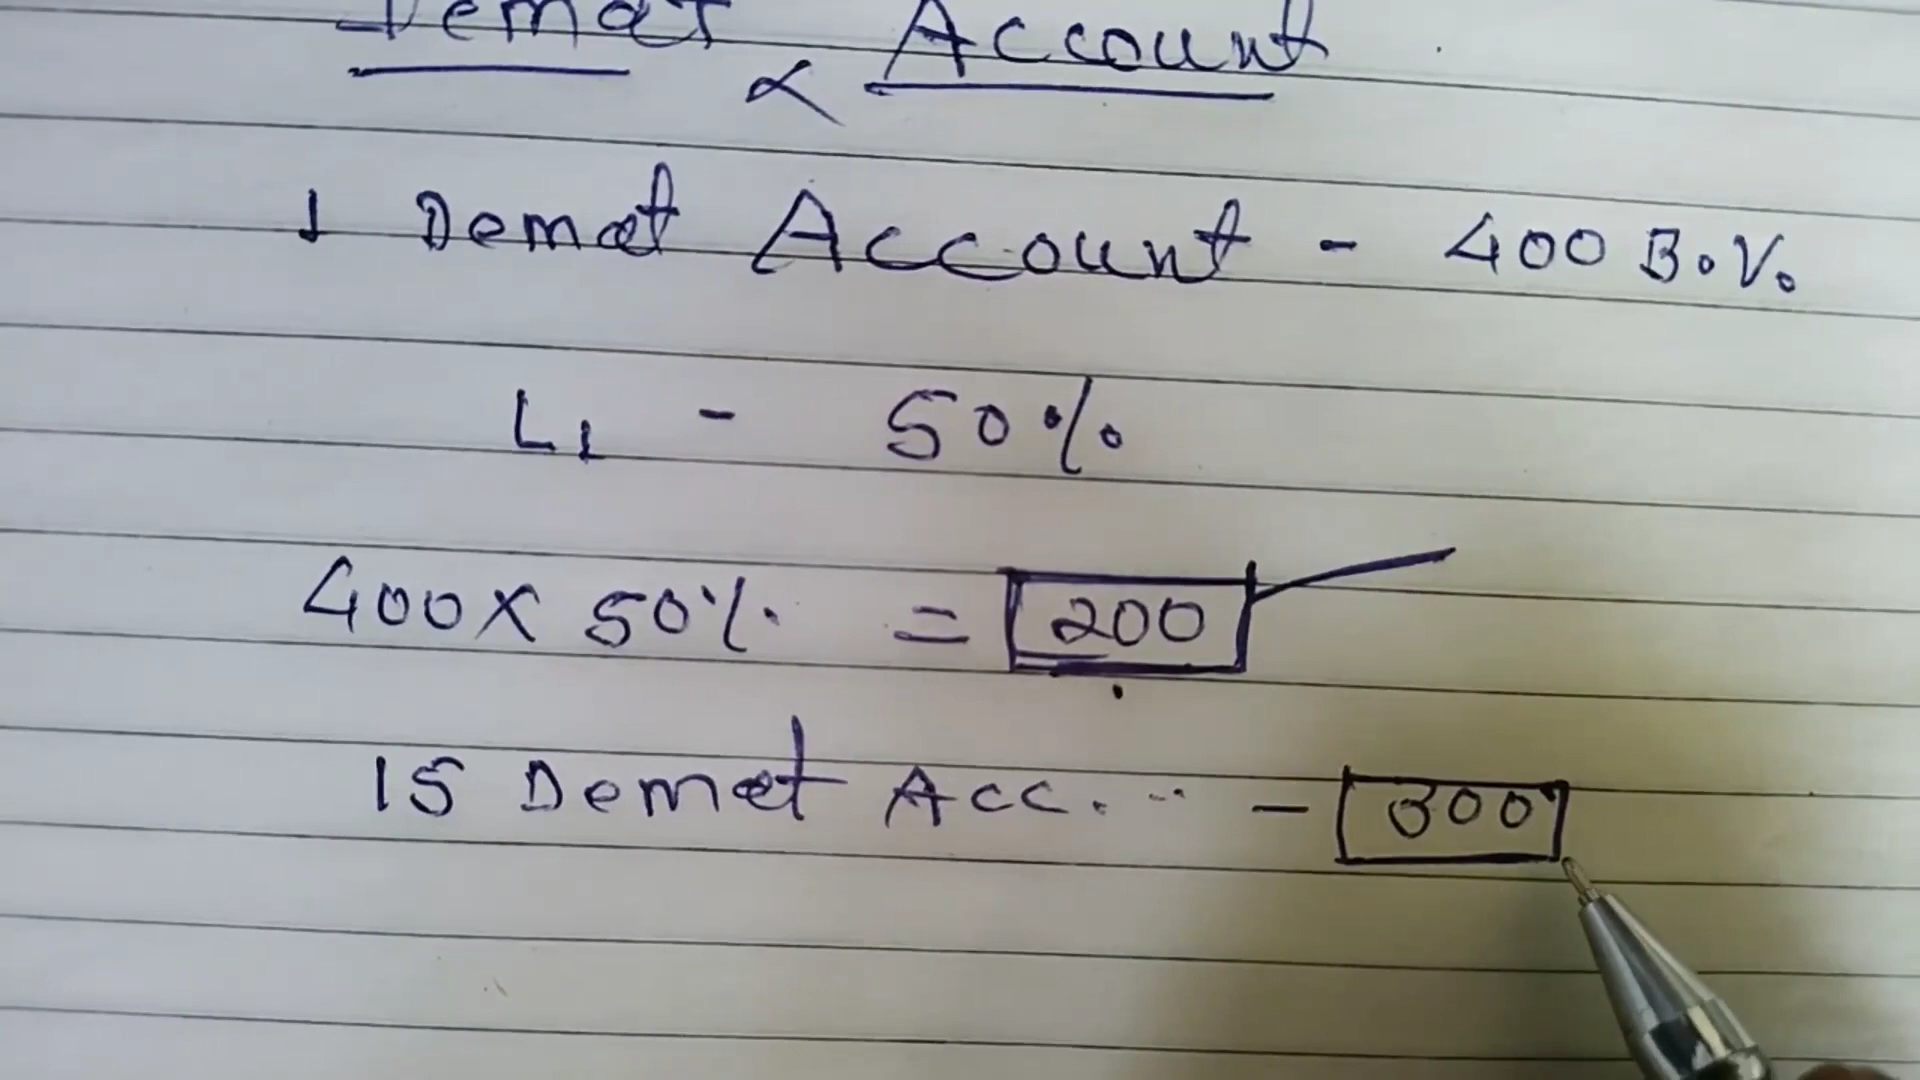 Demat Account
1 Demat Account - 400 B.V.
L1 - 50%
400 X 50% = 200
15 Demat Acc... - 300